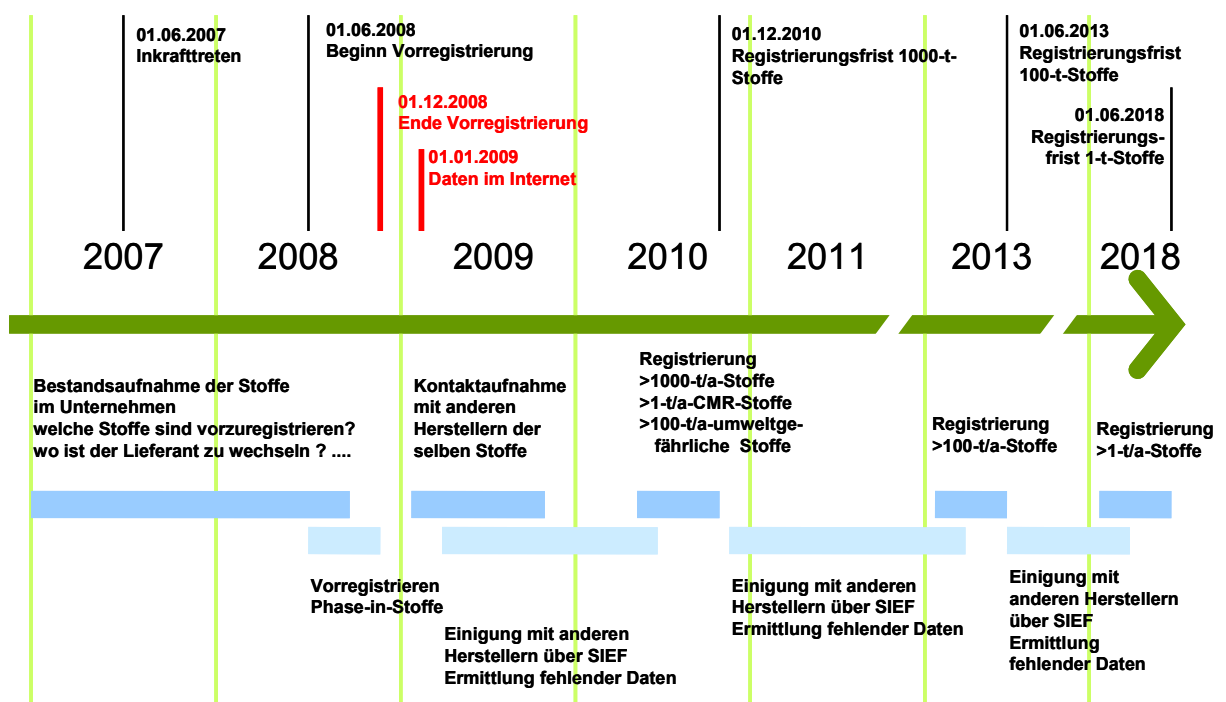 01.06.2007
Inkrafttreten
01.06.2008
Beginn Vorregistrierung
01.12.2008
Ende Vorregistrierung
01.01.2009
Daten im Internet
01.12.2010
Registrierungsfrist 1000-t-
Stoffe
01.06.2013
Registrierungsfrist
100-t-Stoffe
01.06.2018
Registrierungs-
frist 1-t-Stoffe
2007
2008
2009
2010
2011
2013
2018
Bestandsaufnahme der Stoffe
im Unternehmen
welche Stoffe sind vorzuregistrieren?
wo ist der Lieferant zu wechseln ? ....
Kontaktaufnahme
mit anderen
Herstellern der
selben Stoffe
Registrierung
>1000-t/a-Stoffe
>1-t/a-CMR-Stoffe
>100-t/a-umweltge-
fährliche Stoffe
Registrierung
>100-t/a-Stoffe
Registrierung
>1-t/a-Stoffe
Vorregistrieren
Phase-in-Stoffe
Einigung mit anderen
Herstellern über SIEF
Ermittlung fehlender Daten
Einigung mit anderen
Herstellern über SIEF
Ermittlung fehlender Daten
Einigung mit
anderen Herstellern
über SIEF
Ermittlung
fehlender Daten